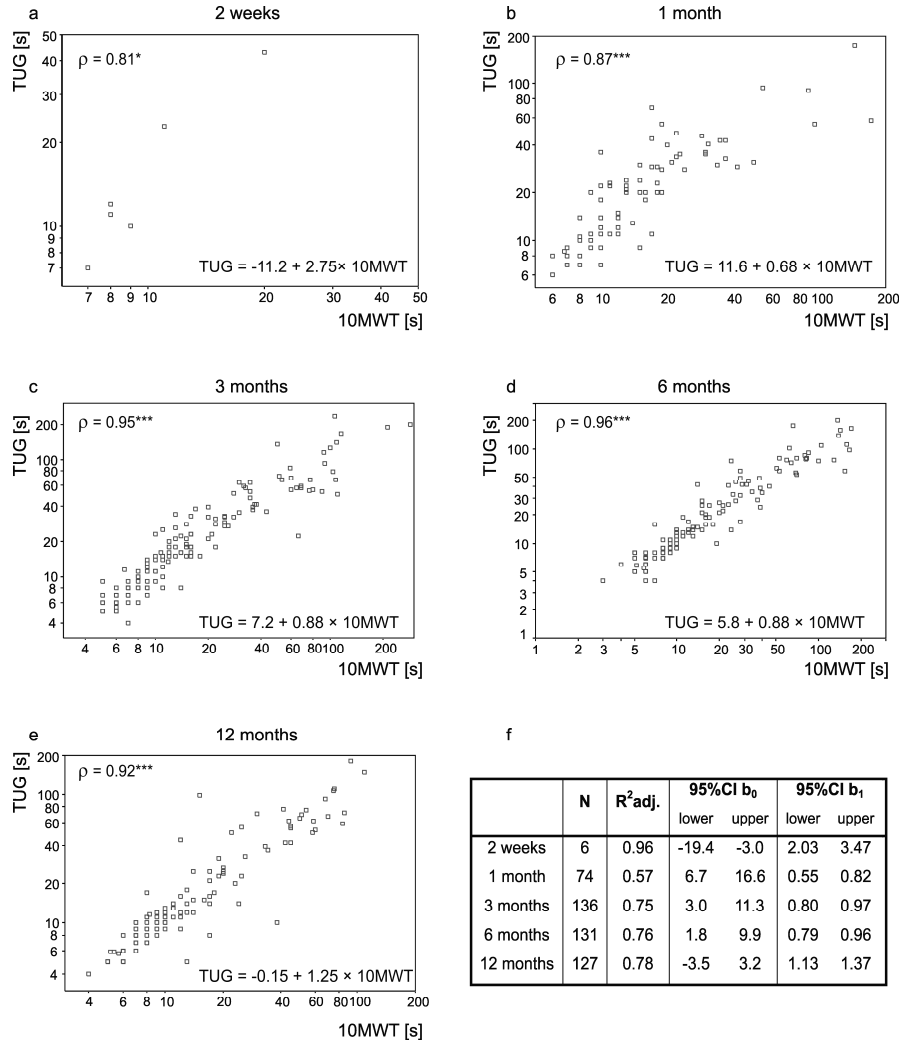 a 2 weeks
TUG [s]
ρ = 0.81*
50
40
30
20
10
9
8
7
TUG = -11.2 + 2.75× 10MWT
7 8 9 10 20 30 40 50
10MWT [s]
b 1 month
TUG [s]
ρ = 0.87***
200
100
80
60
40
20
10
8
6
TUG = 11.6 + 0.68 × 10MWT
6 8 10 20 40 60 80 100 200
10MWT [s]
c 3 months
TUG [s]
ρ = 0.95***
200
100
80
60
40
20
10
8
6
4
TUG = 7.2 + 0.88 × 10MWT
4 6 8 10 20 40 60 80 100 200
10MWT [s]
d 6 months
TUG [s]
ρ = 0.96***
200
100
50
30
20
10
5
3
2
1
TUG = 5.8 + 0.88 × 10MWT
1 2 3 5 10 20 30 50 100 200
10MWT [s]
e 12 months
TUG [s]
ρ = 0.92***
200
100
80
60
40
20
10
8
6
4
TUG = -0.15 + 1.25 × 10MWT
4 6 8 10 20 40 60 80 100 200
10MWT [s]
f
N R²adj. 95%CI b₀ 95%CI b₁
lower upper lower upper
2 weeks 6 0.96 -19.4 -3.0 2.03 3.47
1 month 74 0.57 6.7 16.6 0.55 0.82
3 months 136 0.75 3.0 11.3 0.80 0.97
6 months 131 0.76 1.8 9.9 0.79 0.96
12 months 127 0.78 -3.5 3.2 1.13 1.37